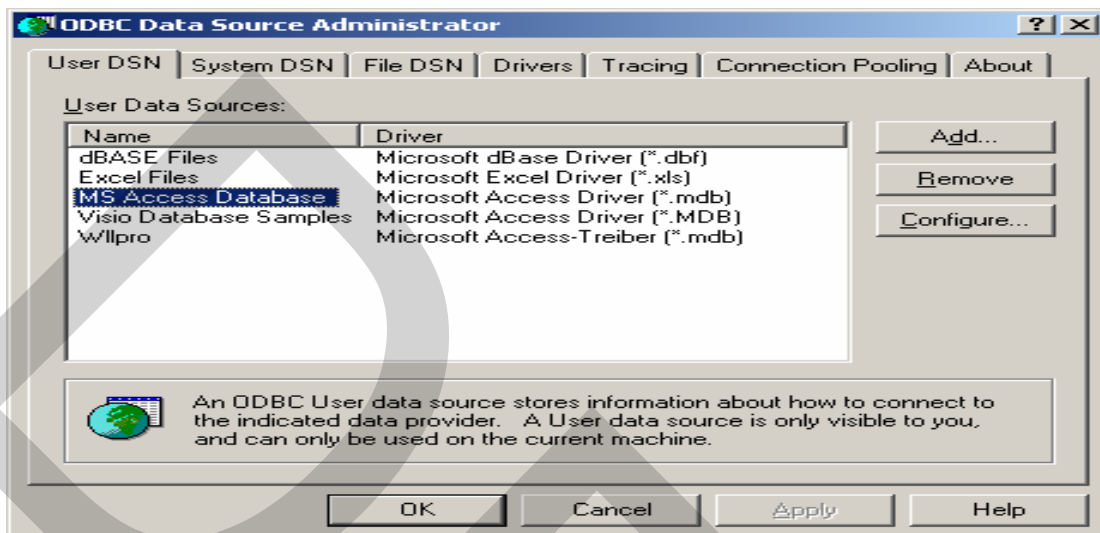 ODBC Data Source Administrator
User DSN System DSN File DSN Drivers Tracing Connection Pooling About
User Data Sources:
Name Driver
dBASE Files Microsoft dBase Driver (*.dbf)
Excel Files Microsoft Excel Driver (*.xls)
MS Access Database Microsoft Access Driver (*.mdb)
Visio Database Samples Microsoft Access Driver (*.MDB)
WIIpro Microsoft Access-Treiber (*.mdb)
Add...
Remove
Configure...
An ODBC User data source stores information about how to connect to
the indicated data provider. A User data source is only visible to you,
and can only be used on the current machine.
OK Cancel Apply Help